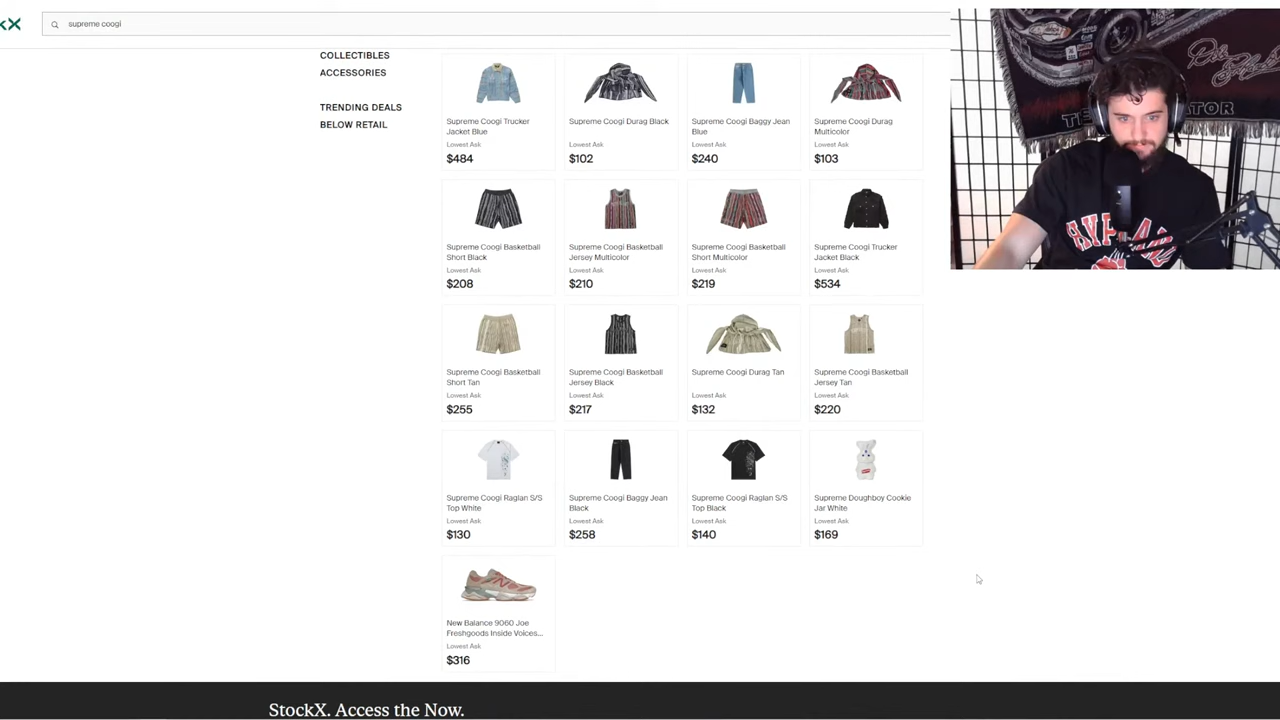 kX
supreme coogi
COLLECTIBLES
ACCESSORIES
TRENDING DEALS
BELOW RETAIL
Supreme Coogi Trucker
Jacket Blue
Lowest Ask
$484
Supreme Coogi Durag Black
Lowest Ask
$102
Supreme Coogi Baggy Jean
Blue
Lowest Ask
$240
Supreme Coogi Durag
Multicolor
Lowest Ask
$103
Supreme Coogi Basketball
Short Black
Lowest Ask
$208
Supreme Coogi Basketball
Jersey Multicolor
Lowest Ask
$210
Supreme Coogi Basketball
Short Multicolor
Lowest Ask
$219
Supreme Coogi Trucker
Jacket Black
Lowest Ask
$534
Supreme Coogi Basketball
Short Tan
Lowest Ask
$255
Supreme Coogi Basketball
Jersey Black
Lowest Ask
$217
Supreme Coogi Durag Tan
Lowest Ask
$132
Supreme Coogi Basketball
Jersey Tan
Lowest Ask
$220
Supreme Coogi Raglan S/S
Top White
Lowest Ask
$130
Supreme Coogi Baggy Jean
Black
Lowest Ask
$258
Supreme Coogi Raglan S/S
Top Black
Lowest Ask
$140
Supreme Doughboy Cookie
Jar White
Lowest Ask
$169
New Balance 9060 Joe
Freshgoods Inside Voices...
Lowest Ask
$316
StockX. Access the Now.